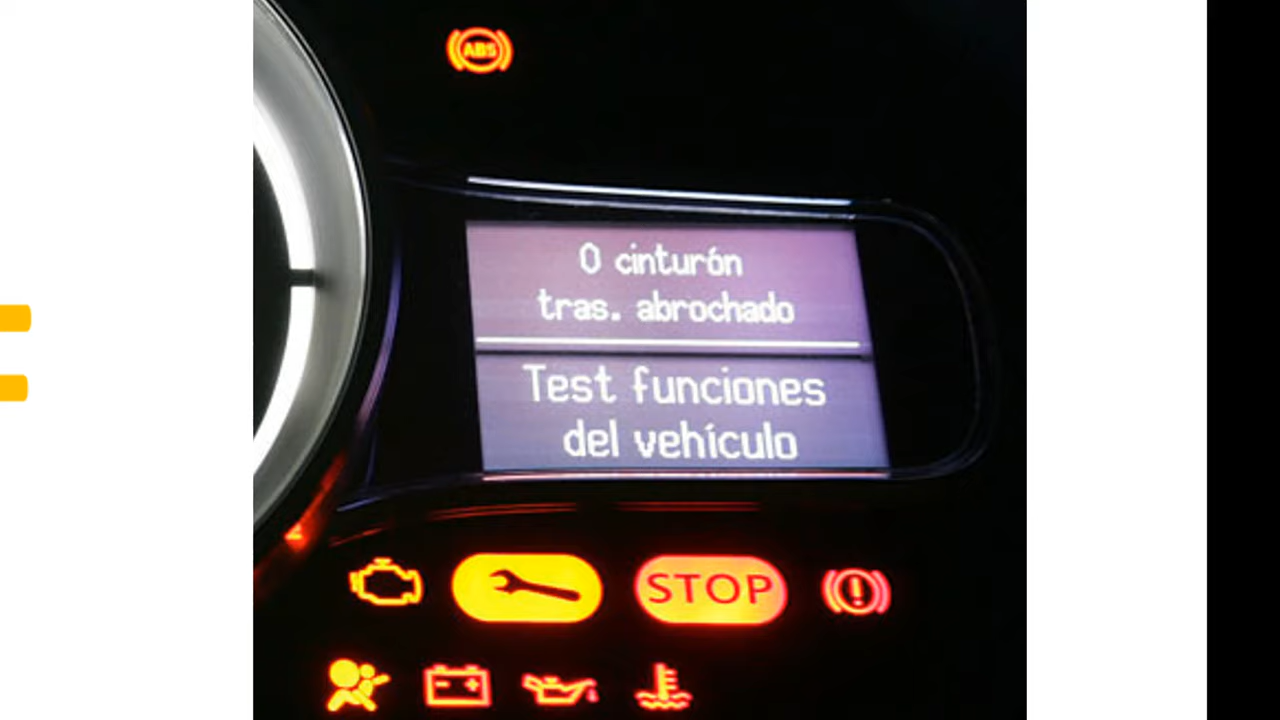 ABS
0 cinturón
tras. abrochado
Test funciones
del vehículo
STOP